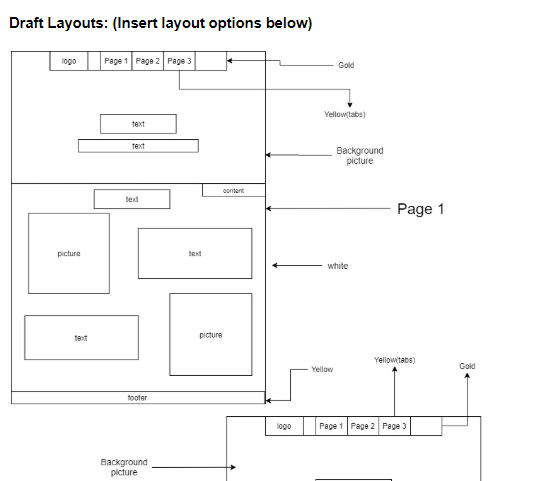 Draft Layouts: (Insert layout options below)
logo
Page 1
Page 2
Page 3
Gold
Yellow(tabs)
text
text
Background
picture
content
text
Page 1
picture
text
white
text
picture
Yellow
footer
Yellow(tabs)
Gold
logo
Page 1
Page 2
Page 3
Background
picture